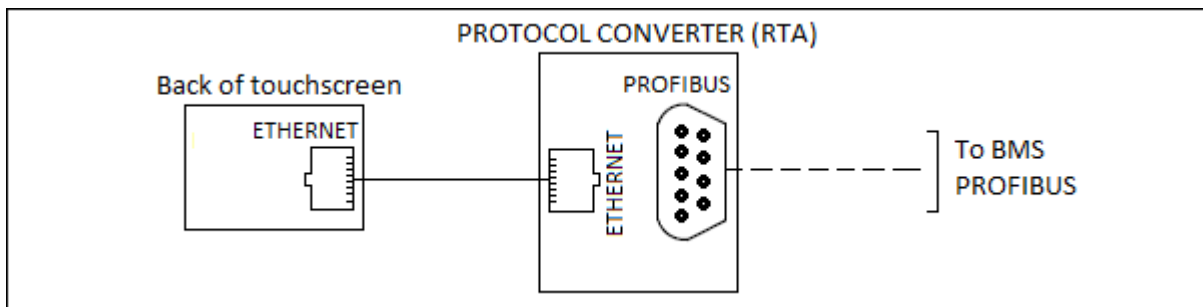 PROTOCOL CONVERTER (RTA)
Back of touchscreen
PROFIBUS
ETHERNET
ETHERNET
To BMS
PROFIBUS